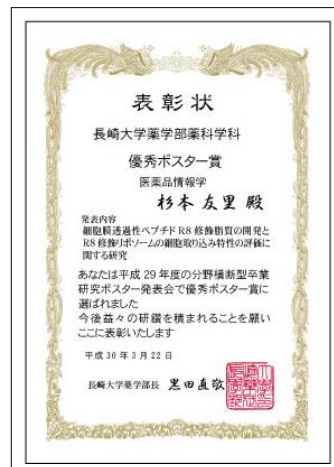 表彰状
長崎大学薬学部薬科学科
優秀ポスター賞
医薬品情報学
杉本 友里 殿
発表内容
細胞膜透過性ペプチド R8 修飾脂質の開発と
R8 修飾リポソームの細胞取り込み特性の評価に
関する研究
あなたは平成 29 年度の分野横断型卒業
研究ポスター発表会で優秀ポスター賞に
選ばれました
今後益々の研鑽を積まれることを願い
ここに表彰いたします
平成 30 年 3 月 22 日
長崎大学薬学部長 黒田直敬